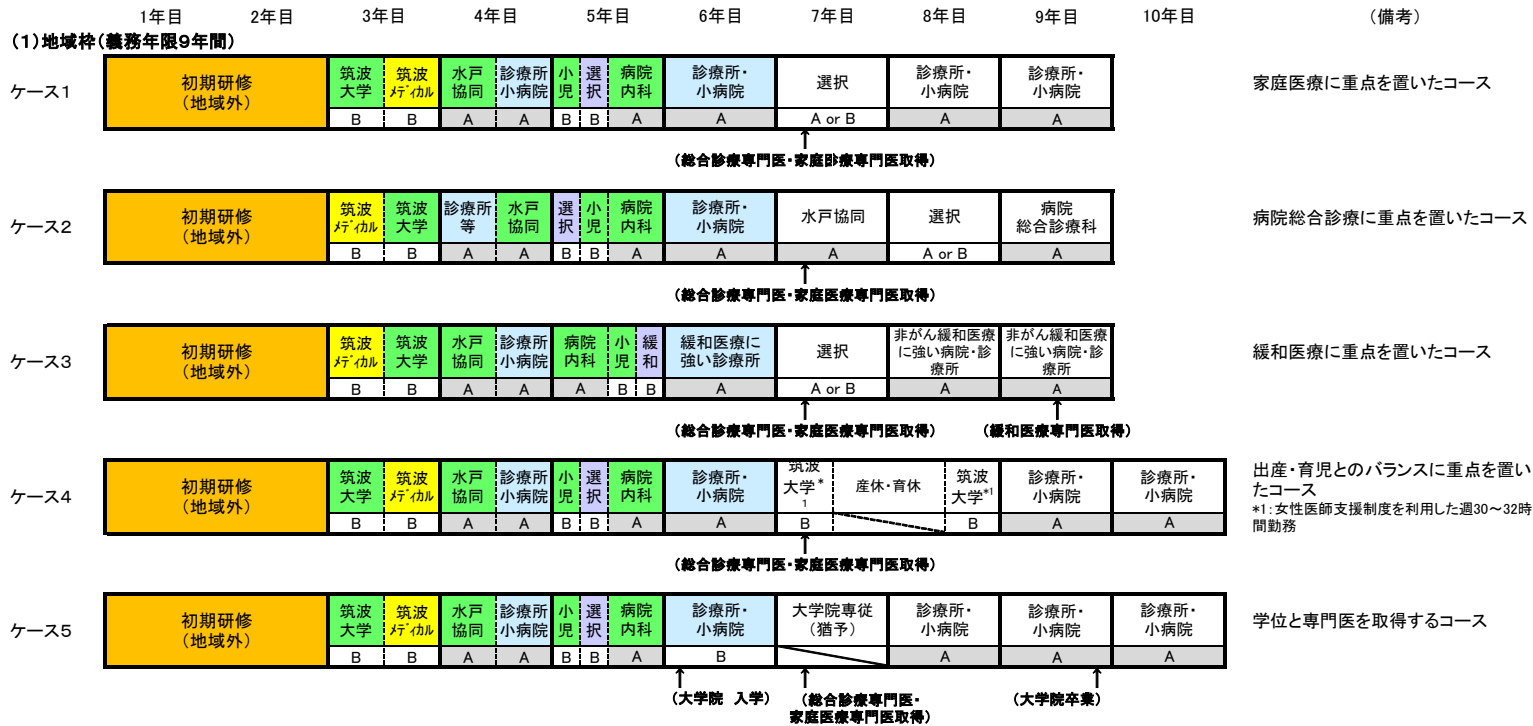 1年目 2年目 3年目 4年目 5年目 6年目 7年目 8年目 9年目 10年目 (備考)
(1)地域枠(義務年限9年間)
ケース1
初期研修
(地域外)
筑波
大学
筑波
メディカル
水戸
協同
診療所
小病院
小
児
選
択
病院
内科
診療所・
小病院
選択
診療所・
小病院
診療所・
小病院
B B A A B B A A A or B A A
家庭医療に重点を置いたコース
(総合診療専門医・家庭診療専門医取得)
ケース2
初期研修
(地域外)
筑波
メディカル
筑波
大学
診療所
等
水戸
協同
選
択
小
児
病院
内科
診療所・
小病院
水戸協同
選択
病院
総合診療科
B B A A B B A A A A or B A
病院総合診療に重点を置いたコース
(総合診療専門医・家庭医療専門医取得)
ケース3
初期研修
(地域外)
筑波
メディカル
筑波
大学
水戸
協同
診療所
小病院
病院
内科
小
児
緩
和
緩和医療に
強い診療所
選択
非がん緩和医療
に強い病院・診
療所
非がん緩和医療
に強い病院・診
療所
B B A A A B B A A or B A A
緩和医療に重点を置いたコース
(総合診療専門医・家庭医療専門医取得) (緩和医療専門医取得)
ケース4
初期研修
(地域外)
筑波
大学
筑波
メディカル
水戸
協同
診療所
小病院
小
児
選
択
病院
内科
診療所・
小病院
筑波
大学*
1
産休・育休
筑波
大学*1
診療所・
小病院
診療所・
小病院
B B A A B B A A B B A A
出産・育児とのバランスに重点を置い
たコース
*1:女性医師支援制度を利用した週30～32時
間勤務
(総合診療専門医・家庭医療専門医取得)
ケース5
初期研修
(地域外)
筑波
大学
筑波
メディカル
水戸
協同
診療所
小病院
小
児
選
択
病院
内科
診療所・
小病院
大学院専従
(猶予)
診療所・
小病院
診療所・
小病院
診療所・
小病院
B B A A B B A B A A A
学位と専門医を取得するコース
(大学院 入学)
(総合診療専門医・
家庭医療専門医取得)
(大学院卒業)